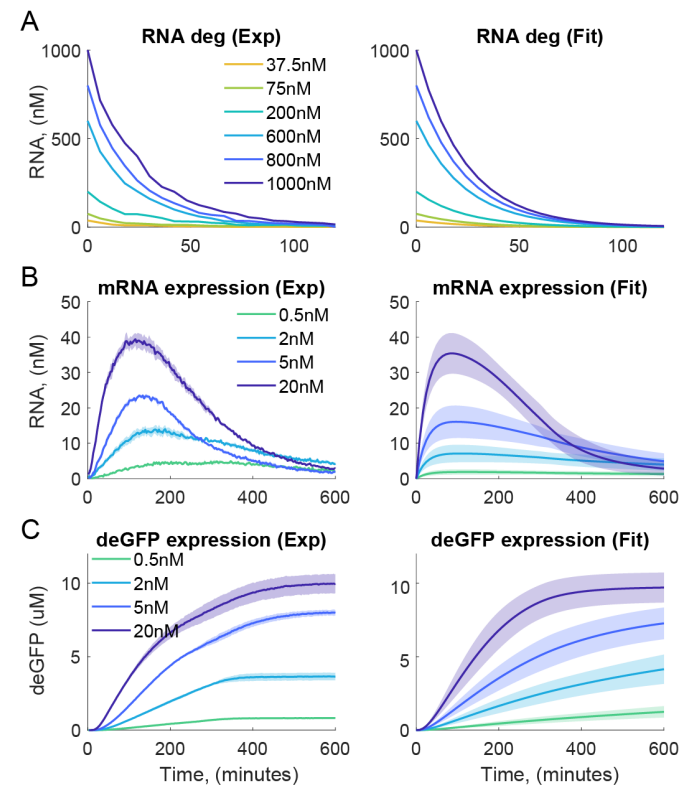 A
RNA deg (Exp)
RNA deg (Fit)
RNA, (nM)
1000
500
0
0
50
100
37.5nM
75nM
200nM
600nM
800nM
1000nM
1000
500
0
0
50
100
B
mRNA expression (Exp)
mRNA expression (Fit)
RNA, (nM)
50
40
30
20
10
0
0
200
400
600
0.5nM
2nM
5nM
20nM
50
40
30
20
10
0
0
200
400
600
C
deGFP expression (Exp)
deGFP expression (Fit)
deGFP (uM)
10
5
0
0
200
400
600
0.5nM
2nM
5nM
20nM
Time, (minutes)
10
5
0
0
200
400
600
Time, (minutes)